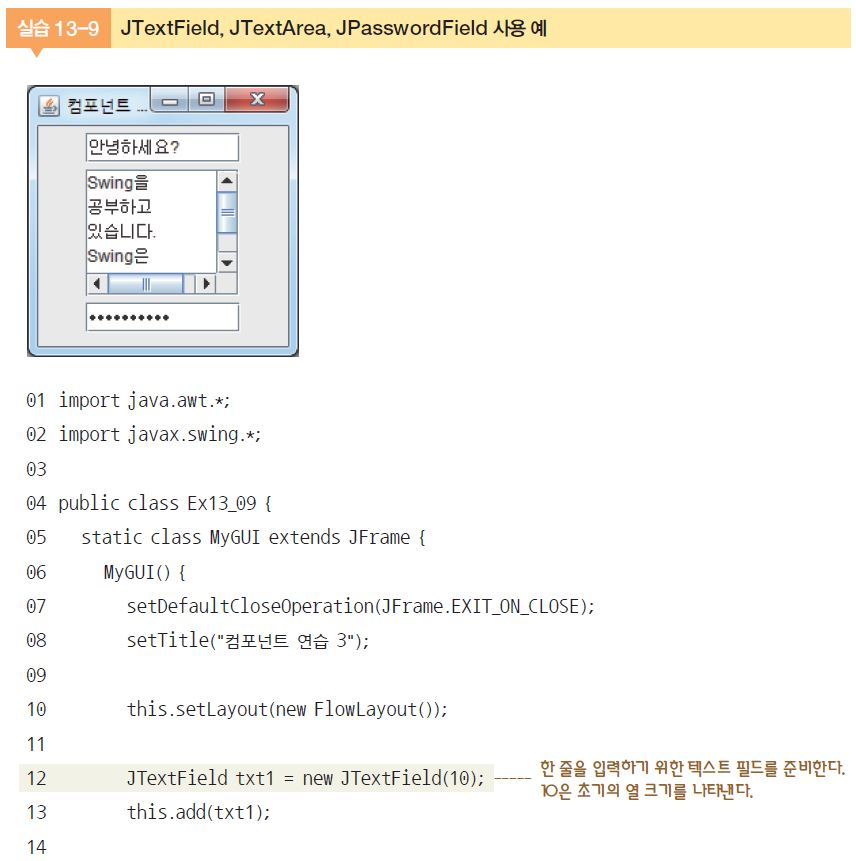 실습 13-9 JTextField, JTextArea, JPasswordField 사용 예
컴포넌트 ...
안녕하세요?
Swing을
공부하고
있습니다.
Swing은
••••••••••
01 import java.awt.*;
02 import javax.swing.*;
03
04 public class Ex13_09 {
05 static class MyGUI extends JFrame {
06 MyGUI() {
07 setDefaultCloseOperation(JFrame.EXIT_ON_CLOSE);
08 setTitle("컴포넌트 연습 3");
09
10 this.setLayout(new FlowLayout());
11
12 JTextField txt1 = new JTextField(10);
한 줄을 입력하기 위한 테스트 필드를 준비한다.
10은 초기의 열 크기를 나타낸다.
13 this.add(txt1);
14